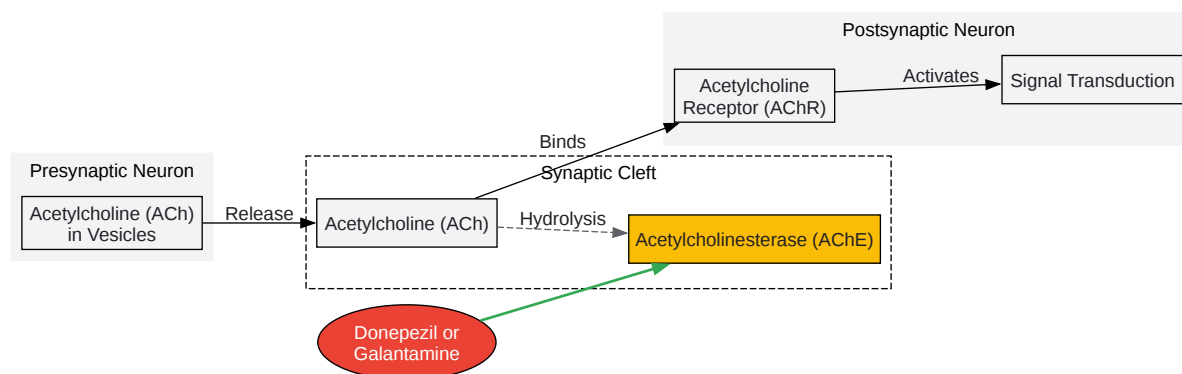 Postsynaptic Neuron
Acetylcholine
Receptor (AChR)
Activates
Signal Transduction
Binds
Presynaptic Neuron
Acetylcholine (ACh)
in Vesicles
Release
Synaptic Cleft
Acetylcholine (ACh)
Hydrolysis
Acetylcholinesterase (AChE)
Donepezil or
Galantamine